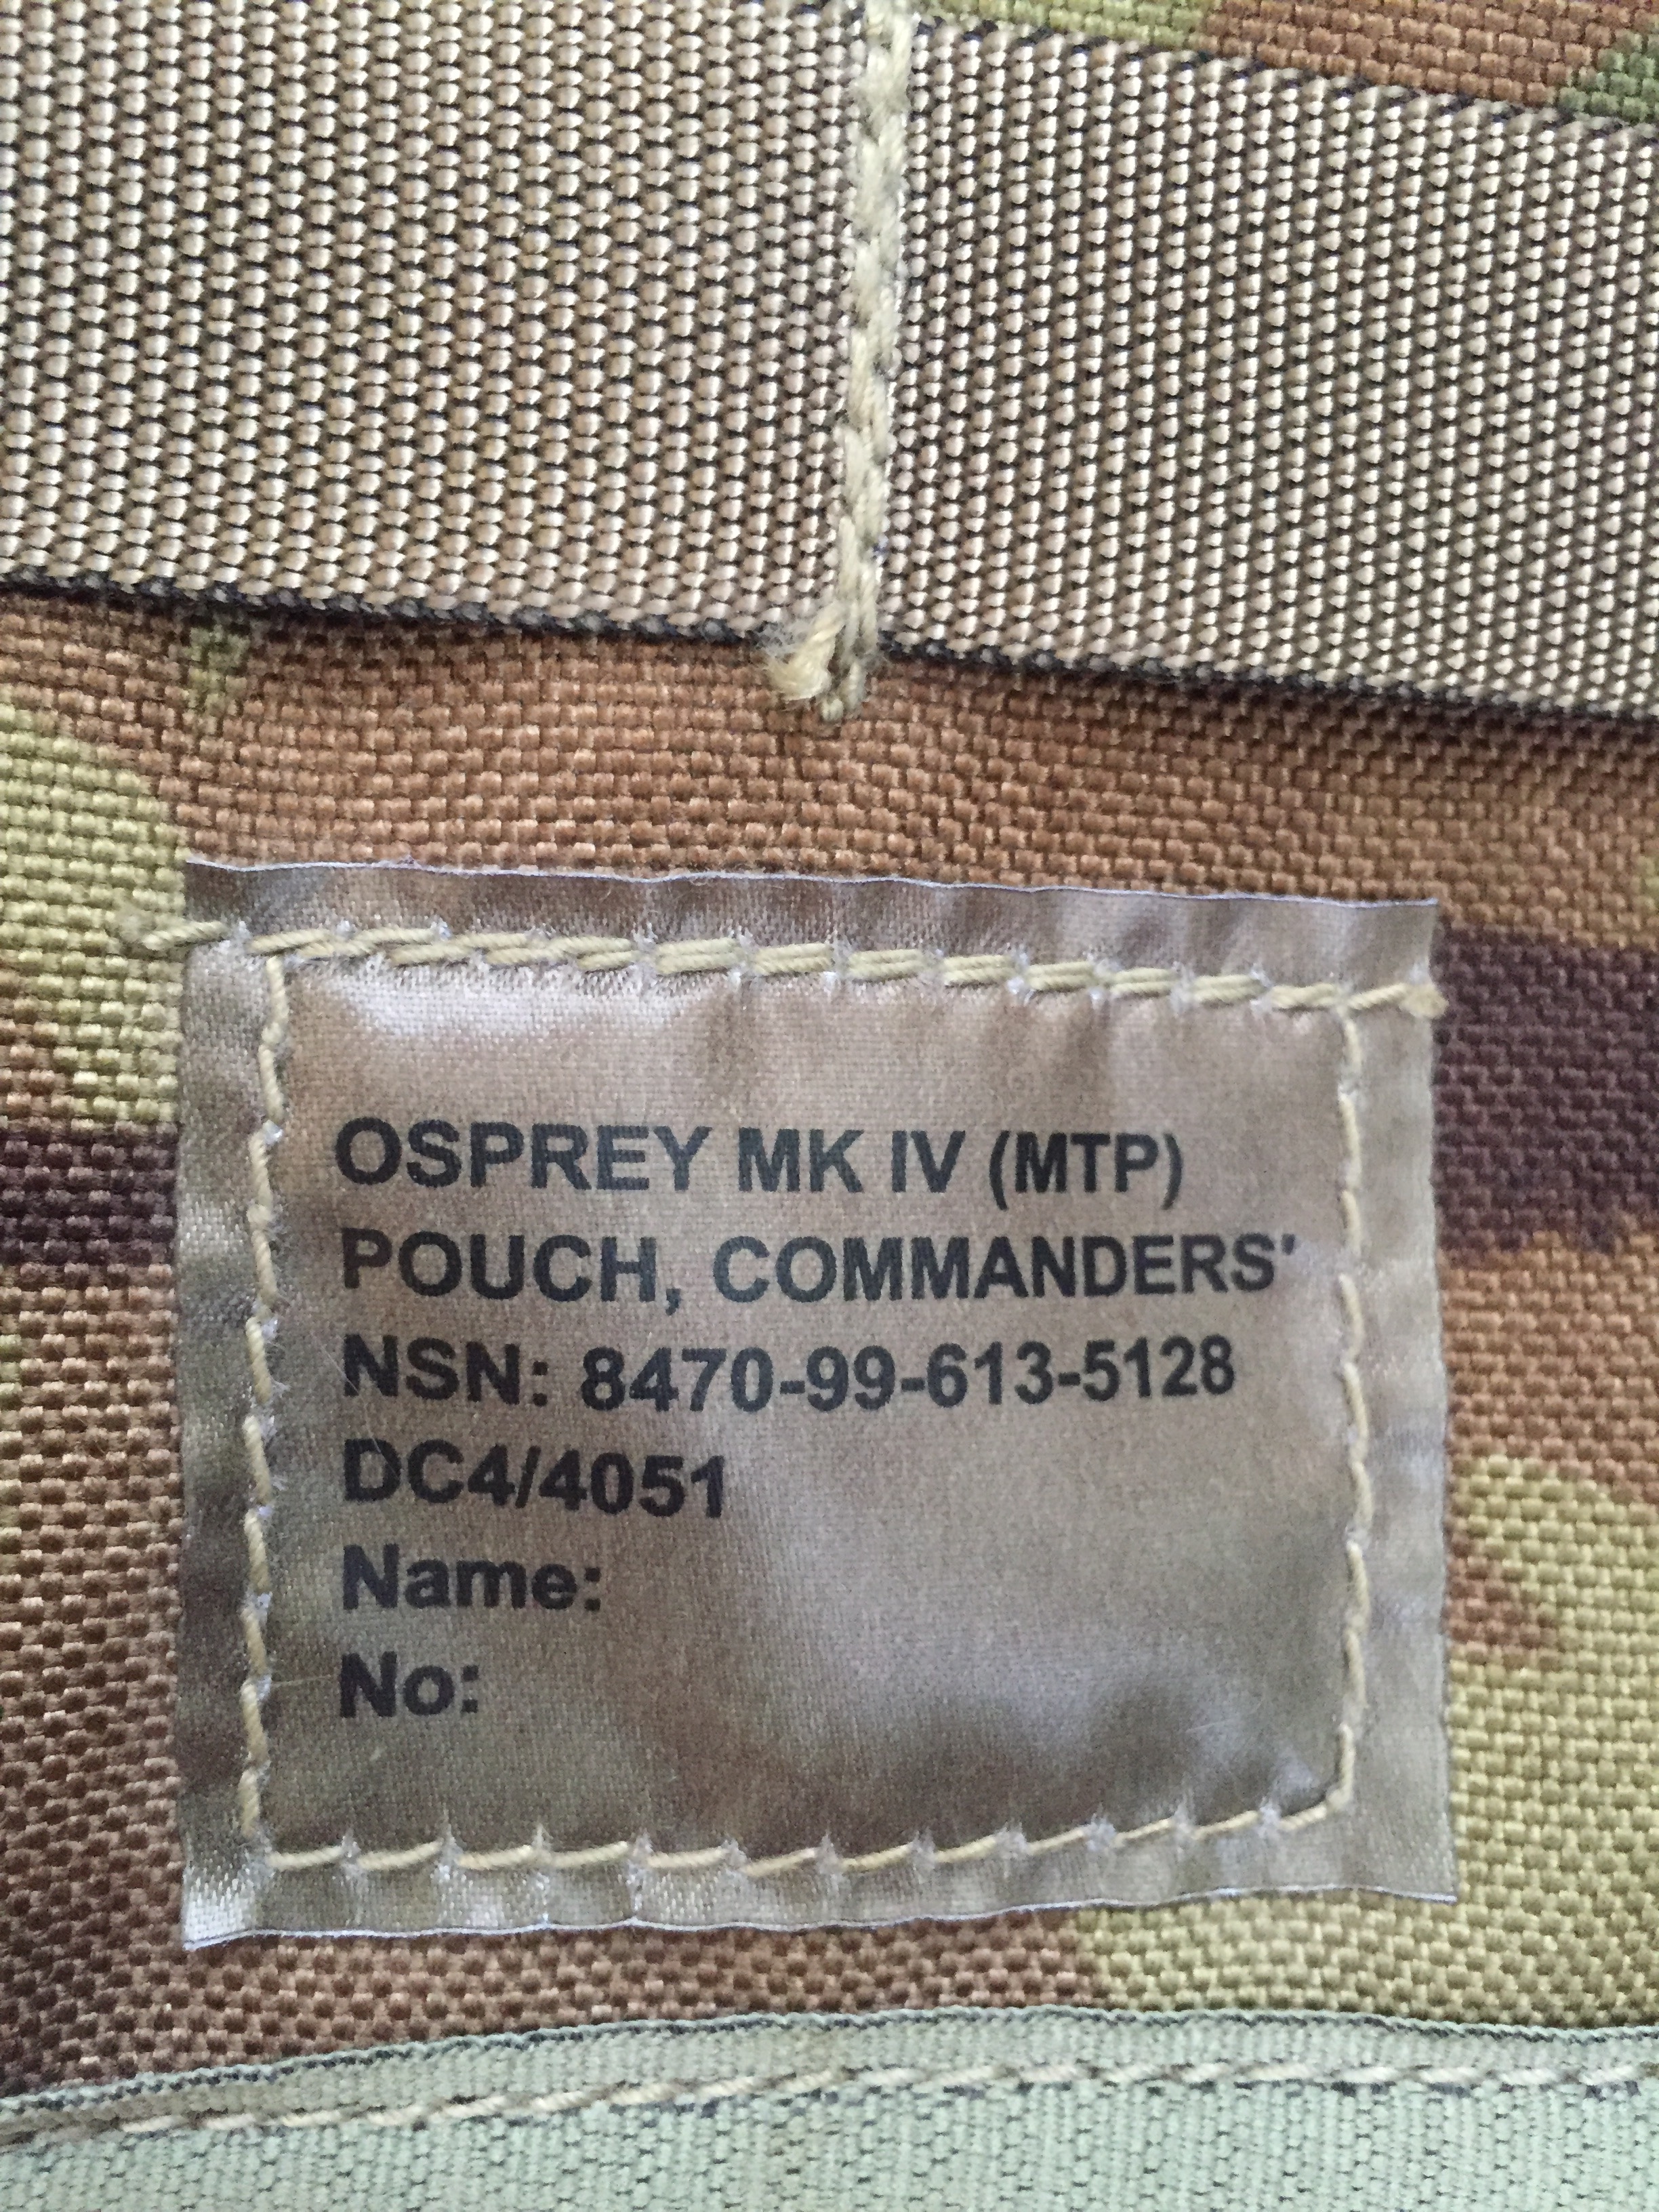 OSPREY MK IV (MTP)
POUCH, COMMANDERS'
NSN: 8470-99-613-5128
DC4/4051
Name:
No: